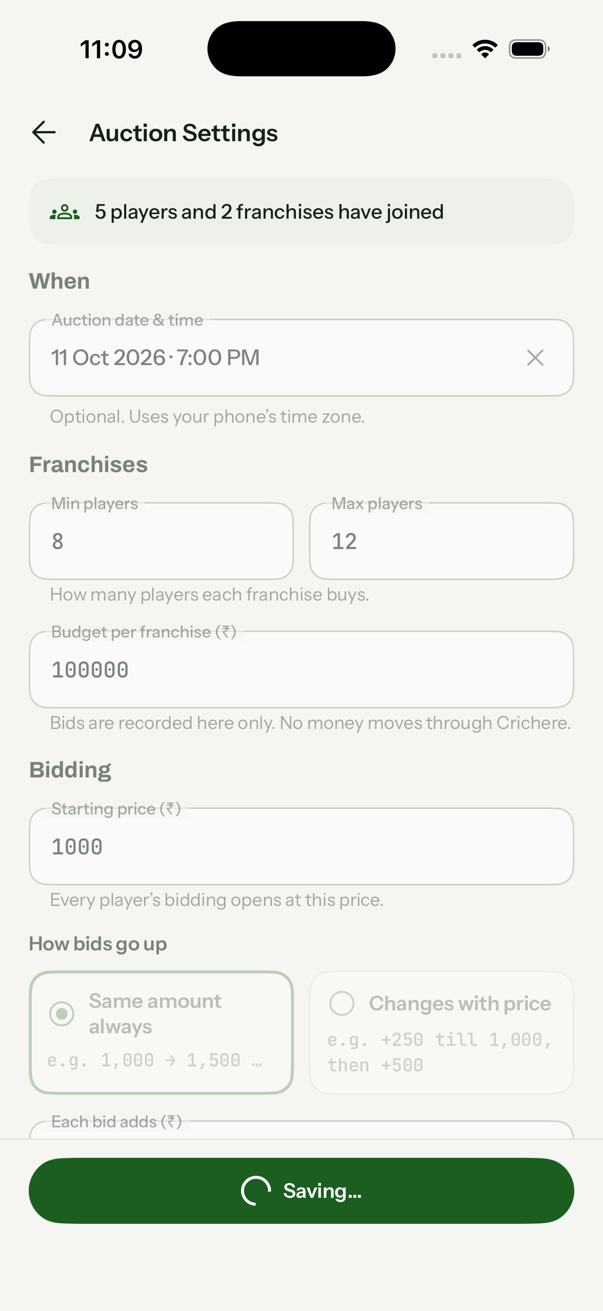 11:09
Auction Settings
5 players and 2 franchises have joined
When
Auction date & time
11 Oct 2026 · 7:00 PM
Optional. Uses your phone’s time zone.
Franchises
Min players
Max players
8
12
How many players each franchise buys.
Budget per franchise (₹)
100000
Bids are recorded here only. No money moves through Crichere.
Bidding
Starting price (₹)
1000
Every player’s bidding opens at this price.
How bids go up
Same amount
always
e.g. 1,000 → 1,500 …
Changes with price
e.g. +250 till 1,000,
then +500
Each bid adds (₹)
Saving…